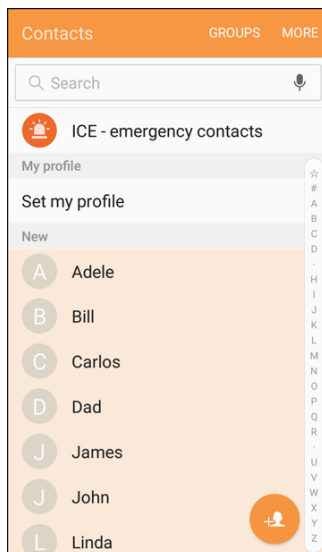 Contacts GROUPS MORE
Search
ICE - emergency contacts
My profile
Set my profile
New
A Adele
B Bill
C Carlos
D Dad
J James
J John
L Linda
☆
#
A
B
C
D
·
H
I
J
K
L
M
N
O
P
Q
R
·
U
V
W
X
Y
Z